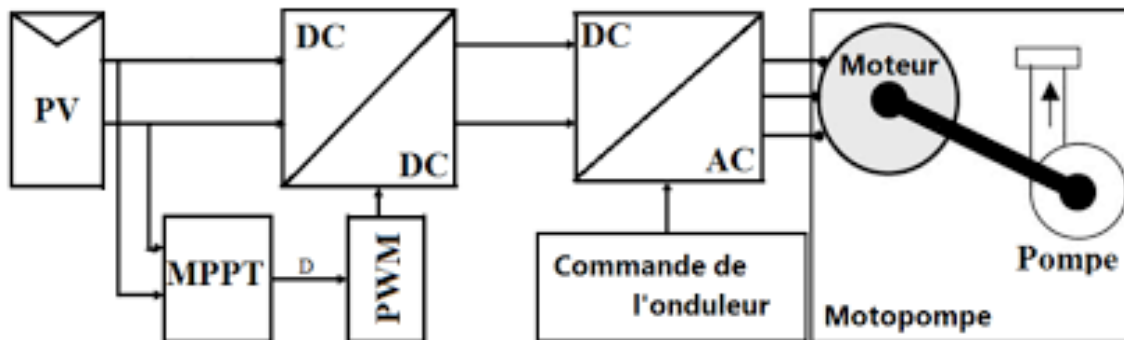 PV
DC
DC
DC
AC
Moteur
Pompe
MPPT
D
PWM
Commande de
l'onduleur
Motopompe